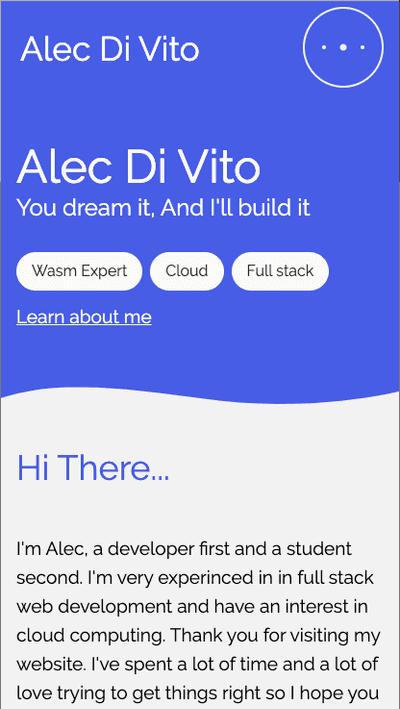 Alec Di Vito
Alec Di Vito
You dream it, And I'll build it
Wasm Expert Cloud Full stack
Learn about me
Hi There...
I'm Alec, a developer first and a student
second. I'm very experinced in in full stack
web development and have an interest in
cloud computing. Thank you for visiting my
website. I've spent a lot of time and a lot of
love trying to get things right so I hope you